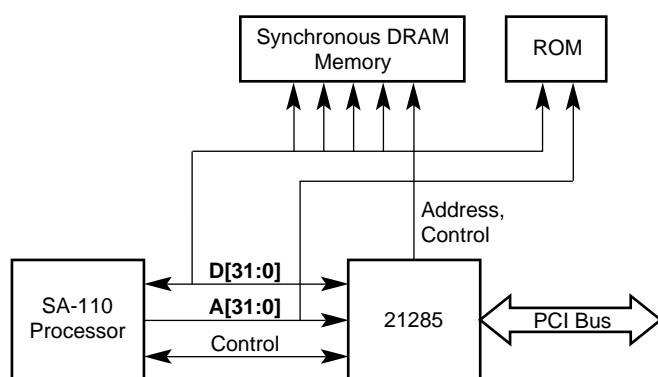 Synchronous DRAM
Memory
ROM
Address,
Control
D[31:0]
SA-110
Processor
A[31:0]
Control
21285
PCI Bus